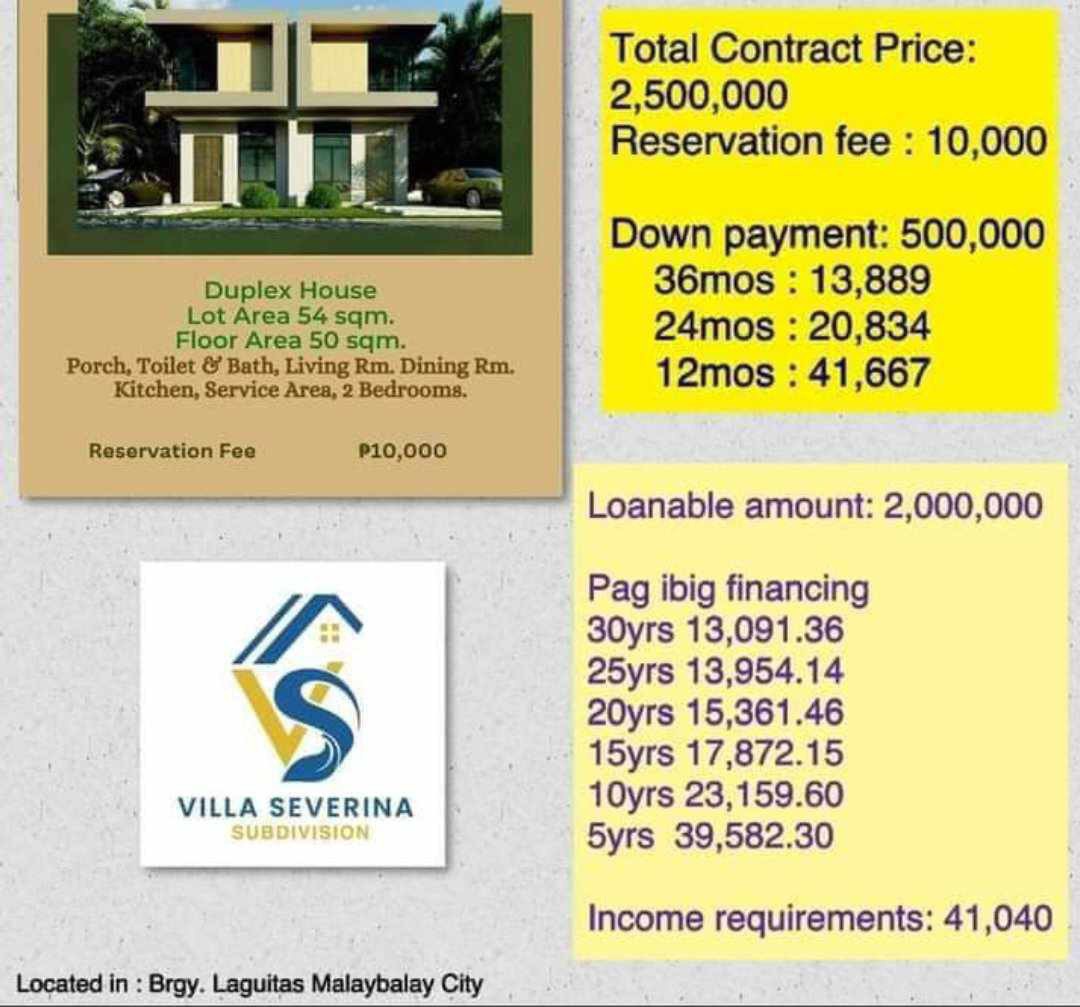 Duplex House
Lot Area 54 sqm.
Floor Area 50 sqm.
Porch, Toilet & Bath, Living Rm. Dining Rm.
Kitchen, Service Area, 2 Bedrooms.
Reservation Fee ₱10,000
Total Contract Price:
2,500,000
Reservation fee : 10,000
Down payment: 500,000
36mos : 13,889
24mos : 20,834
12mos : 41,667
Loanable amount: 2,000,000
Pag ibig financing
30yrs 13,091.36
25yrs 13,954.14
20yrs 15,361.46
15yrs 17,872.15
10yrs 23,159.60
5yrs 39,582.30
Income requirements: 41,040
VS
VILLA SEVERINA
SUBDIVISION
Located in : Brgy. Laguitas Malaybalay City